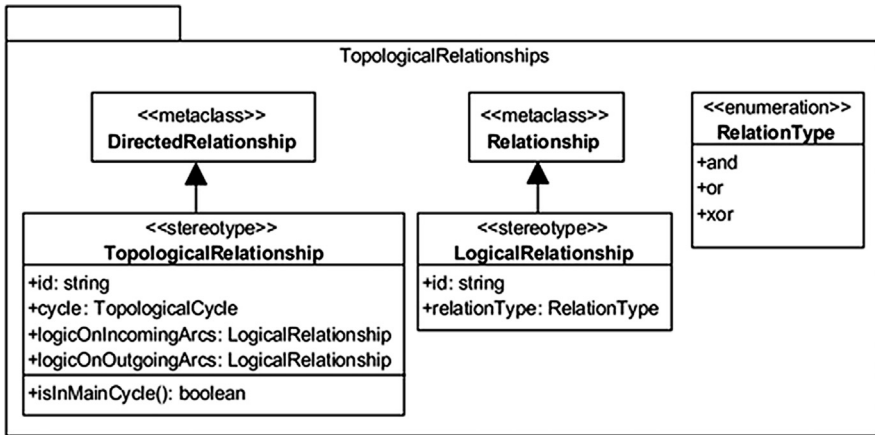 TopologicalRelationships
<<metaclass>>
DirectedRelationship
<<metaclass>>
Relationship
<<enumeration>>
RelationType
+and
+or
+xor
<<stereotype>>
TopologicalRelationship
+id: string
+cycle: TopologicalCycle
+logicOnIncomingArcs: LogicalRelationship
+logicOnOutgoingArcs: LogicalRelationship
+isInMainCycle(): boolean
<<stereotype>>
LogicalRelationship
+id: string
+relationType: RelationType